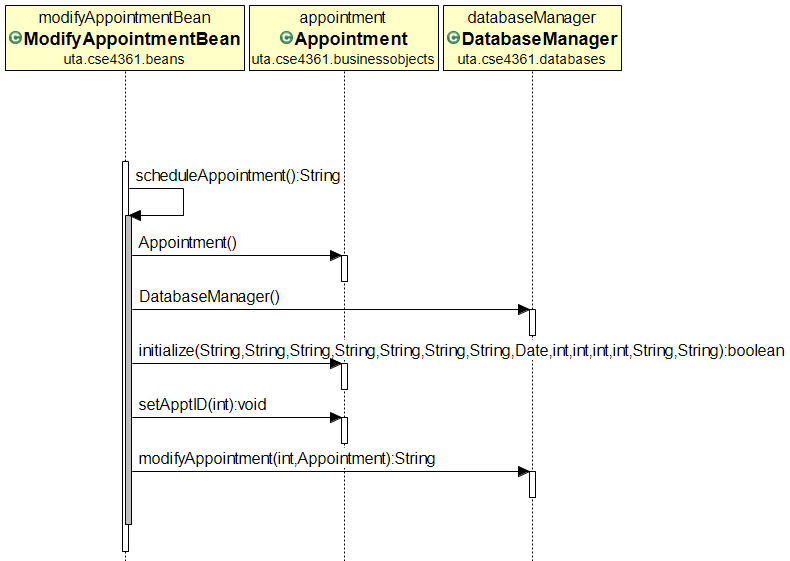 modifyAppointmentBean
ModifyAppointmentBean
uta.cse4361.beans
appointment
Appointment
uta.cse4361.businessobjects
databaseManager
DatabaseManager
uta.cse4361.databases
scheduleAppointment():String
Appointment()
DatabaseManager()
initialize(String,String,String,String,String,String,String,Date,int,int,int,int,String,String):boolean
setApptID(int):void
modifyAppointment(int,Appointment):String